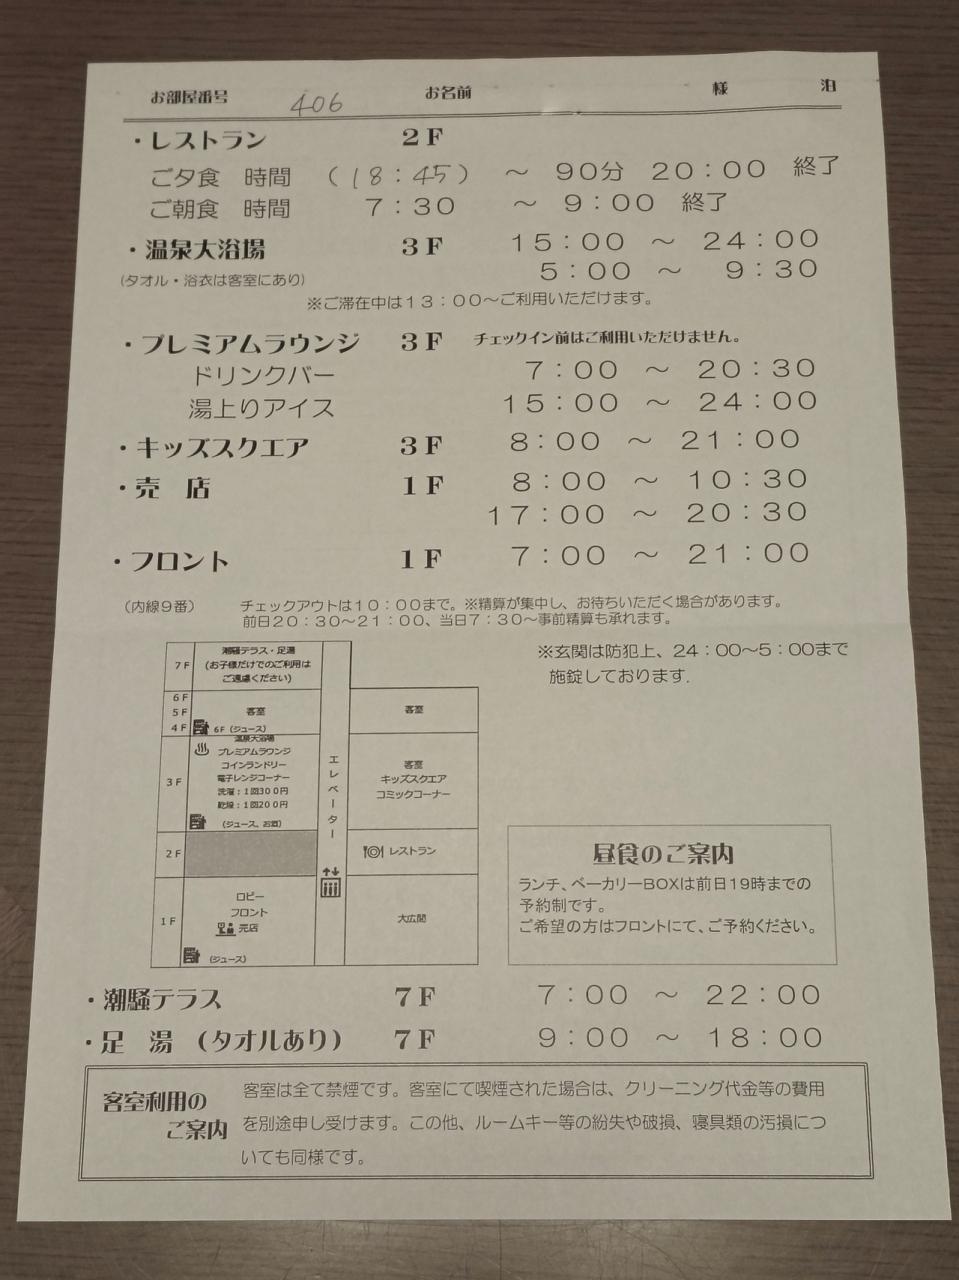 お部屋番号 406 お名前 様 泊
・レストラン 2F
ご夕食 時間 (18:45) ～ 90分 20:00 終了
ご朝食 時間 7:30 ～ 9:00 終了
・温泉大浴場 3F 15:00 ～ 24:00
(タオル・浴衣は客室にあり) 5:00 ～ 9:30
※ご滞在中は13:00～ご利用いただけます。
・プレミアムラウンジ 3F チェックイン前はご利用いただけません。
ドリンクバー 7:00 ～ 20:30
湯上りアイス 15:00 ～ 24:00
・キッズスクエア 3F 8:00 ～ 21:00
・売 店 1F 8:00 ～ 10:30
17:00 ～ 20:30
・フロント 1F 7:00 ～ 21:00
(内線9番) チェックアウトは10:00まで。※精算が集中し、お待ちいただく場合があります。
前日20:30～21:00、当日7:30～事前精算も承れます。
※玄関は防犯上、24:00～5:00まで
施錠しております.
7F 潮騒テラス・足湯
(お子様だけでのご利用は
ご遠慮ください)
6F
5F 客室 客室
4F 6F(ジュース)
温泉大浴場
プレミアムラウンジ
コインランドリー
3F 電子レンジコーナー
洗濯:1回300円
乾燥:1回200円
(ジュース、お酒)
客室
キッズスクエア
コミックコーナー
エレベーター
2F レストラン
1F ロビー
フロント
売店
(ジュース)
大広間
昼食のご案内
ランチ、ベーカリーBOXは前日19時までの
予約制です。
ご希望の方はフロントにて、ご予約ください。
・潮騒テラス 7F 7:00 ～ 22:00
・足 湯 (タオルあり) 7F 9:00 ～ 18:00
客室利用の
ご案内
客室は全て禁煙です。客室にて喫煙された場合は、クリーニング代金等の費用
を別途申し受けます。この他、ルームキー等の紛失や破損、寝具類の汚損につ
いても同様です。